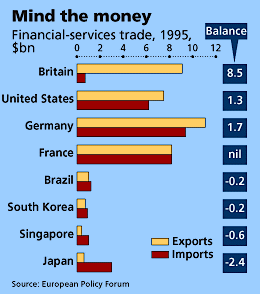 Mind the money
Financial-services trade, 1995,
$bn
Balance
0 2 4 6 8 10 12
Britain 8.5
United States 1.3
Germany 1.7
France nil
Brazil -0.2
South Korea -0.2
Singapore -0.6
Japan -2.4
Exports
Imports
Source: European Policy Forum